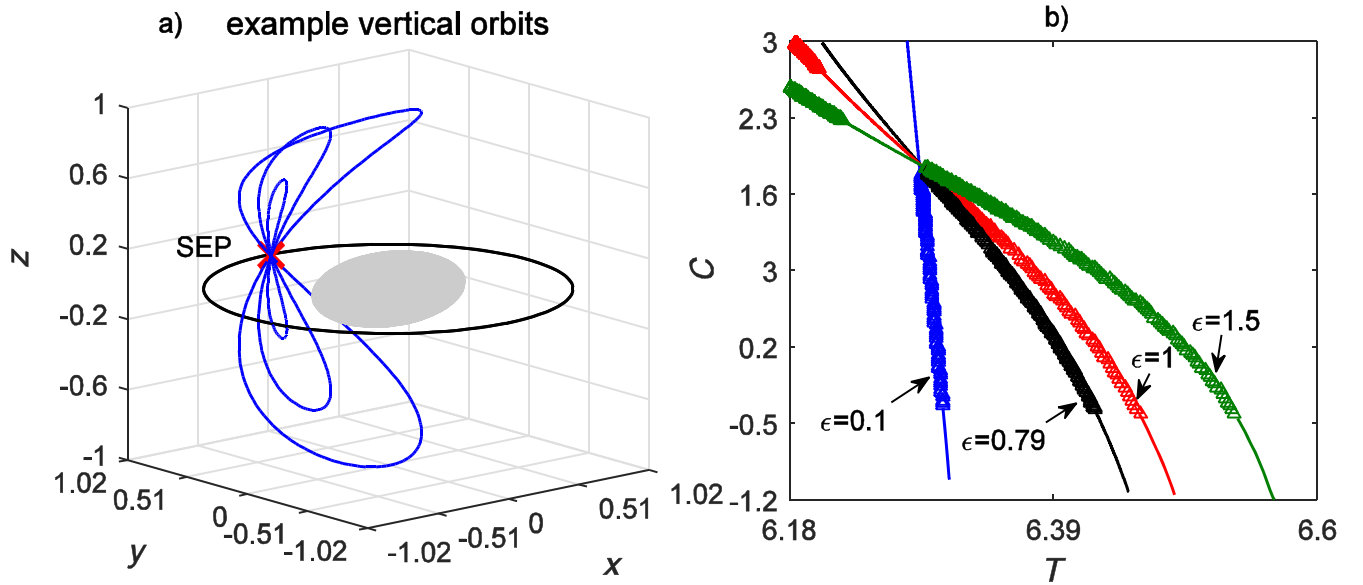 a) example vertical orbits
1
0.6
0.2
-0.2
-0.6
-1
z
SEP
1.02
0.51
0
-0.51
-1.02
y
-1.02
-0.51
0
0.51
1.02
x
b)
3
2.3
1.6
3
0.2
-0.5
-1.2
C
ϵ=1.5
ϵ=1
ϵ=0.1
ϵ=0.79
6.18
6.39
6.6
T